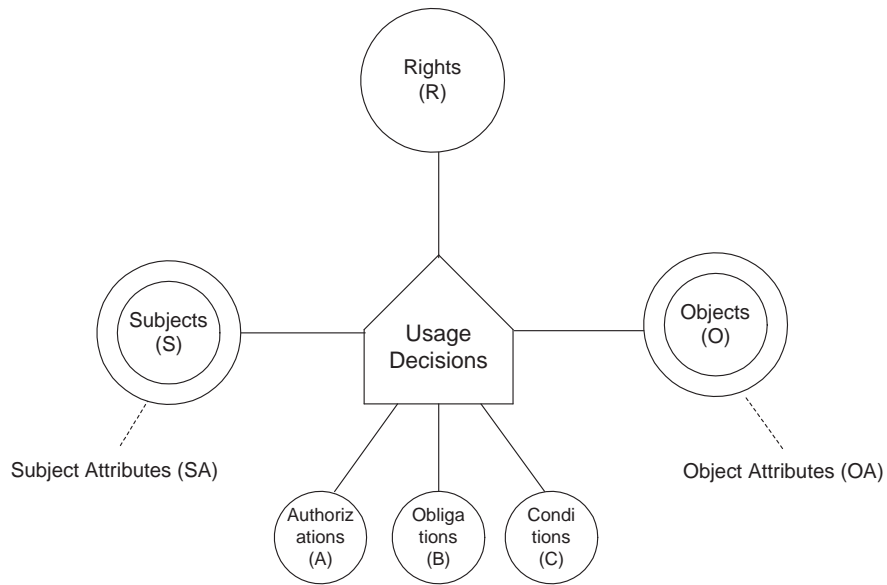 Rights
(R)
Subjects
(S)
Usage
Decisions
Objects
(O)
Subject Attributes (SA)
Object Attributes (OA)
Authoriz
ations
(A)
Obliga
tions
(B)
Condi
tions
(C)